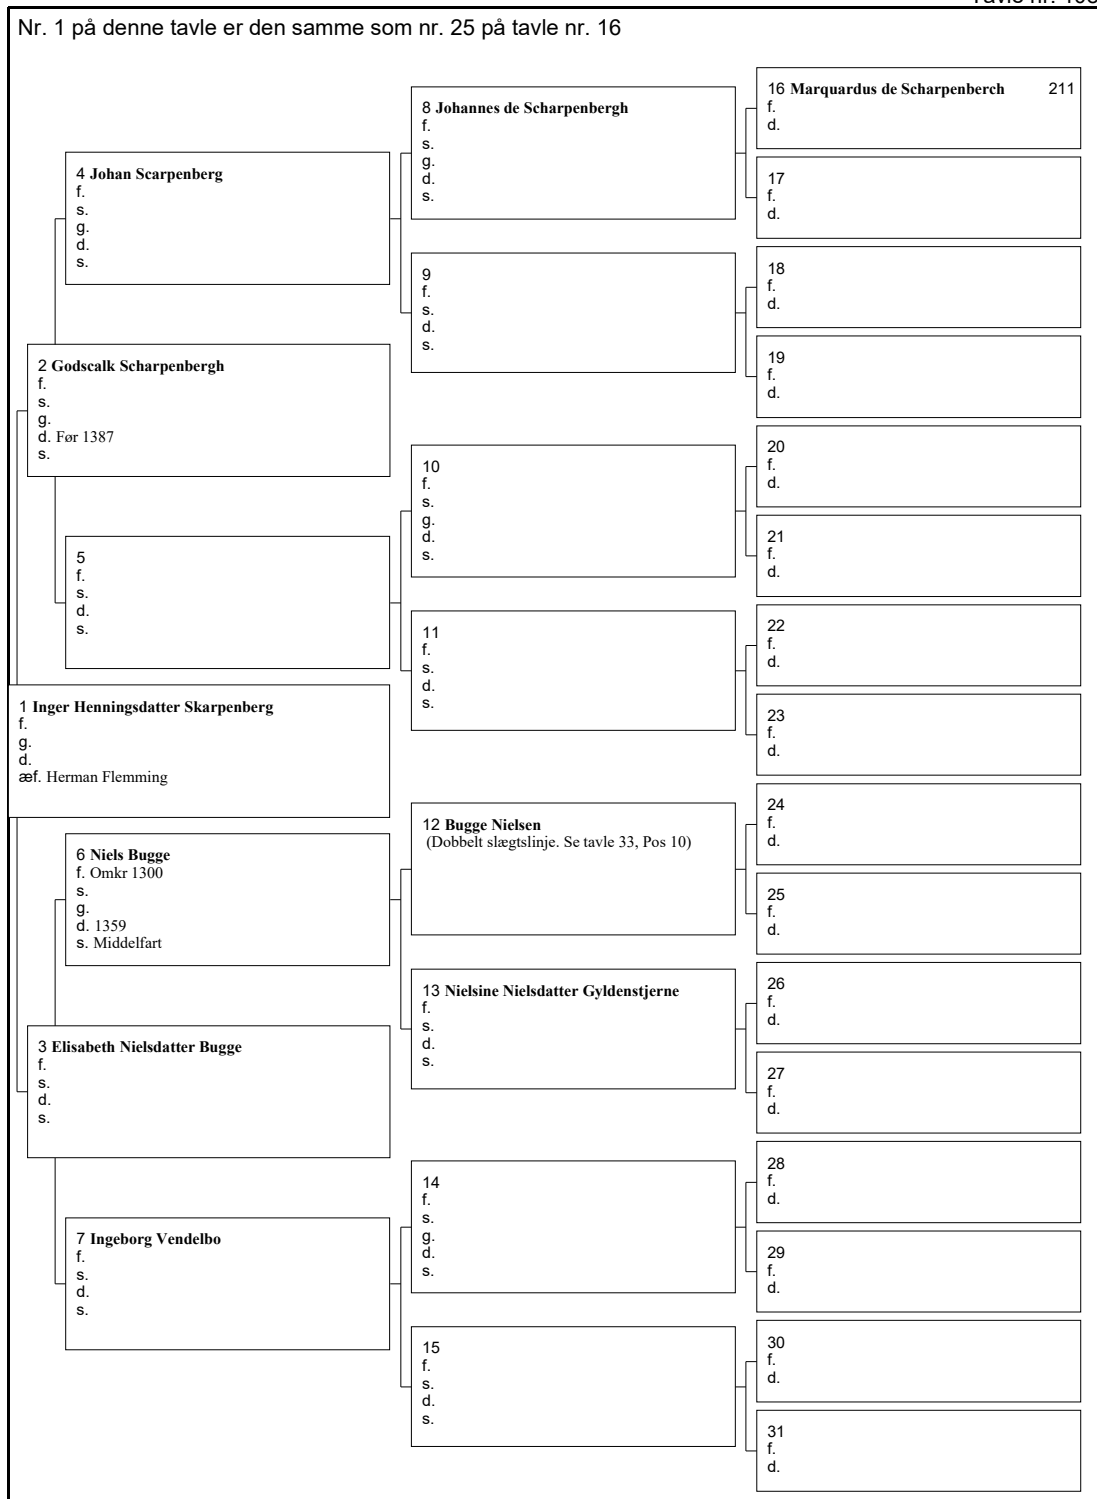 Nr. 1 på denne tavle er den samme som nr. 25 på tavle nr. 16
1 Inger Henningsdatter Skarpenberg
f.
g.
d.
æf. Herman Flemming
2 Godscalk Scharpenbergh
f.
s.
g.
d. Før 1387
s.
3 Elisabeth Nielsdatter Bugge
f.
s.
d.
s.
4 Johan Scarpenberg
f.
s.
g.
d.
s.
5
f.
s.
d.
s.
6 Niels Bugge
f. Omkr 1300
s.
g.
d. 1359
s. Middelfart
7 Ingeborg Vendelbo
f.
s.
d.
s.
8 Johannes de Scharpenbergh
f.
s.
g.
d.
s.
9
f.
s.
d.
s.
10
f.
s.
g.
d.
s.
11
f.
s.
d.
s.
12 Bugge Nielsen
(Dobbelt slægtslinje. Se tavle 33, Pos 10)
13 Nielsine Nielsdatter Gyldenstjerne
f.
s.
d.
s.
14
f.
s.
g.
d.
s.
15
f.
s.
d.
s.
16 Marquardus de Scharpenberch 211
f.
d.
17
f.
d.
18
f.
d.
19
f.
d.
20
f.
d.
21
f.
d.
22
f.
d.
23
f.
d.
24
f.
d.
25
f.
d.
26
f.
d.
27
f.
d.
28
f.
d.
29
f.
d.
30
f.
d.
31
f.
d.